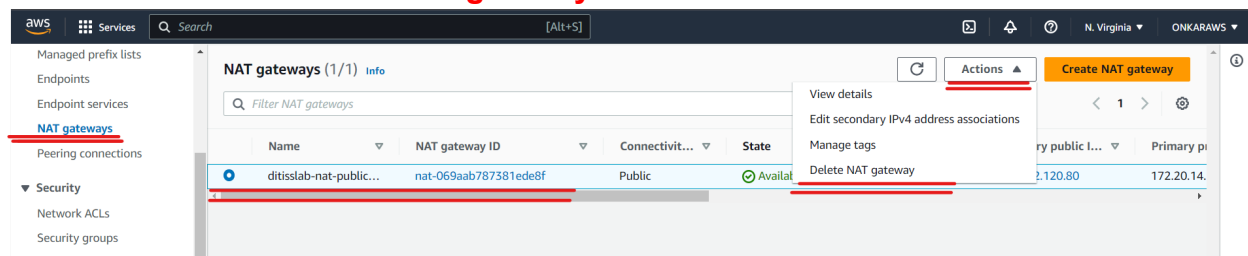 aws Services Search [Alt+S] N. Virginia ONKARAWS
Managed prefix lists
Endpoints
Endpoint services
NAT gateways
Peering connections
Security
Network ACLs
Security groups
NAT gateways (1/1) Info
Actions
Create NAT gateway
Filter NAT gateways
1
View details
Edit secondary IPv4 address associations
Manage tags
Delete NAT gateway
Name NAT gateway ID Connectivit... State ry public I... Primary pr
ditisslab-nat-public... nat-069aab787381ede8f Public Availab 2.120.80 172.20.14.